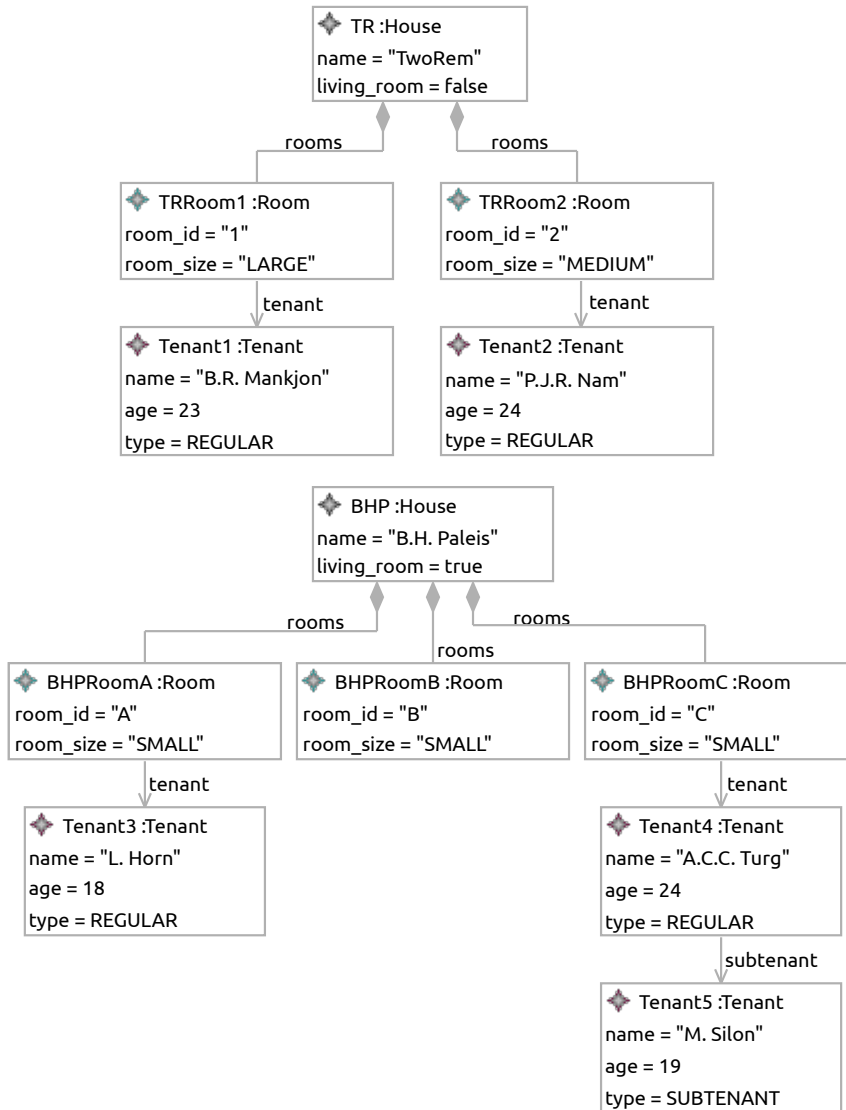 TR :House
name = "TwoRem"
living_room = false
rooms
rooms
TRRoom1 :Room
room_id = "1"
room_size = "LARGE"
TRRoom2 :Room
room_id = "2"
room_size = "MEDIUM"
tenant
tenant
Tenant1 :Tenant
name = "B.R. Mankjon"
age = 23
type = REGULAR
Tenant2 :Tenant
name = "P.J.R. Nam"
age = 24
type = REGULAR
BHP :House
name = "B.H. Paleis"
living_room = true
rooms
rooms
rooms
BHPRoomA :Room
room_id = "A"
room_size = "SMALL"
BHPRoomB :Room
room_id = "B"
room_size = "SMALL"
BHPRoomC :Room
room_id = "C"
room_size = "SMALL"
tenant
tenant
Tenant3 :Tenant
name = "L. Horn"
age = 18
type = REGULAR
Tenant4 :Tenant
name = "A.C.C. Turg"
age = 24
type = REGULAR
subtenant
Tenant5 :Tenant
name = "M. Silon"
age = 19
type = SUBTENANT